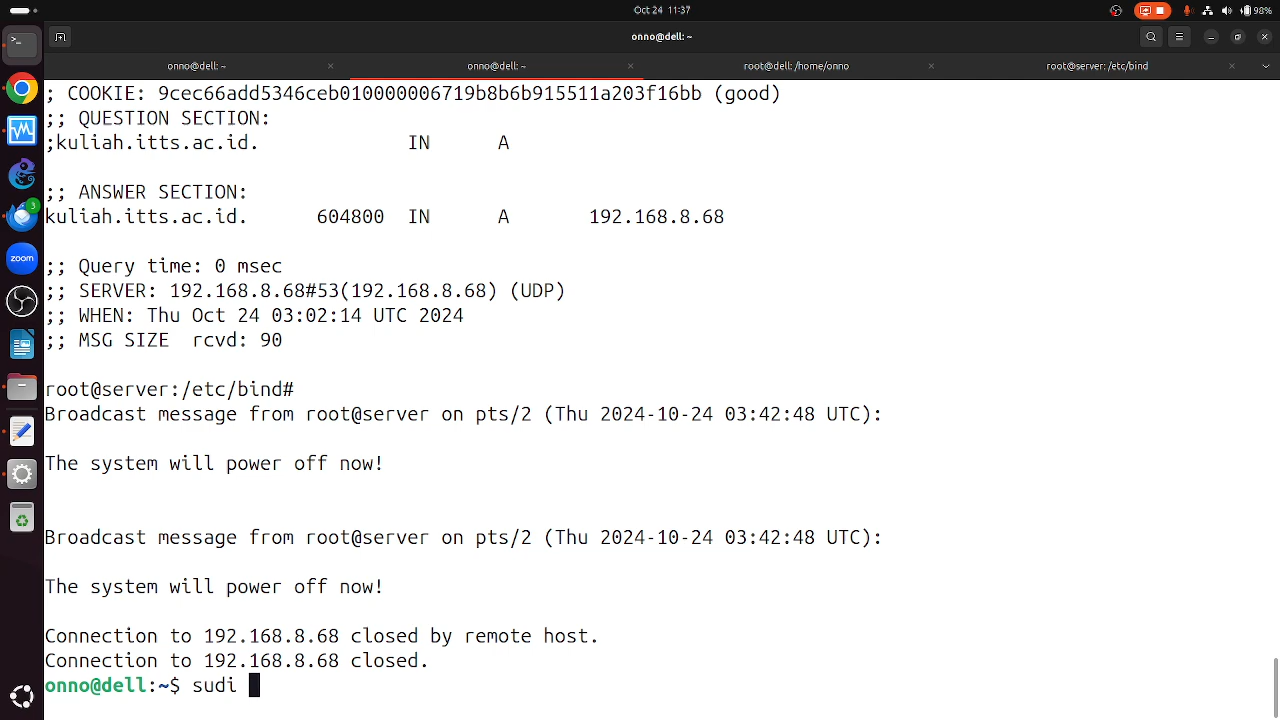 Oct 24 11:37
98%
onno@dell: ~
onno@dell: ~
onno@dell: ~
root@dell: /home/onno
root@server: /etc/bind
; COOKIE: 9cec66add5346ceb010000006719b8b6b915511a203f16bb (good)
;; QUESTION SECTION:
;kuliah.itts.ac.id. IN A
;; ANSWER SECTION:
kuliah.itts.ac.id. 604800 IN A 192.168.8.68
;; Query time: 0 msec
;; SERVER: 192.168.8.68#53(192.168.8.68) (UDP)
;; WHEN: Thu Oct 24 03:02:14 UTC 2024
;; MSG SIZE rcvd: 90
root@server:/etc/bind#
Broadcast message from root@server on pts/2 (Thu 2024-10-24 03:42:48 UTC):
The system will power off now!
Broadcast message from root@server on pts/2 (Thu 2024-10-24 03:42:48 UTC):
The system will power off now!
Connection to 192.168.8.68 closed by remote host.
Connection to 192.168.8.68 closed.
onno@dell:~$ sudi
3
zoom